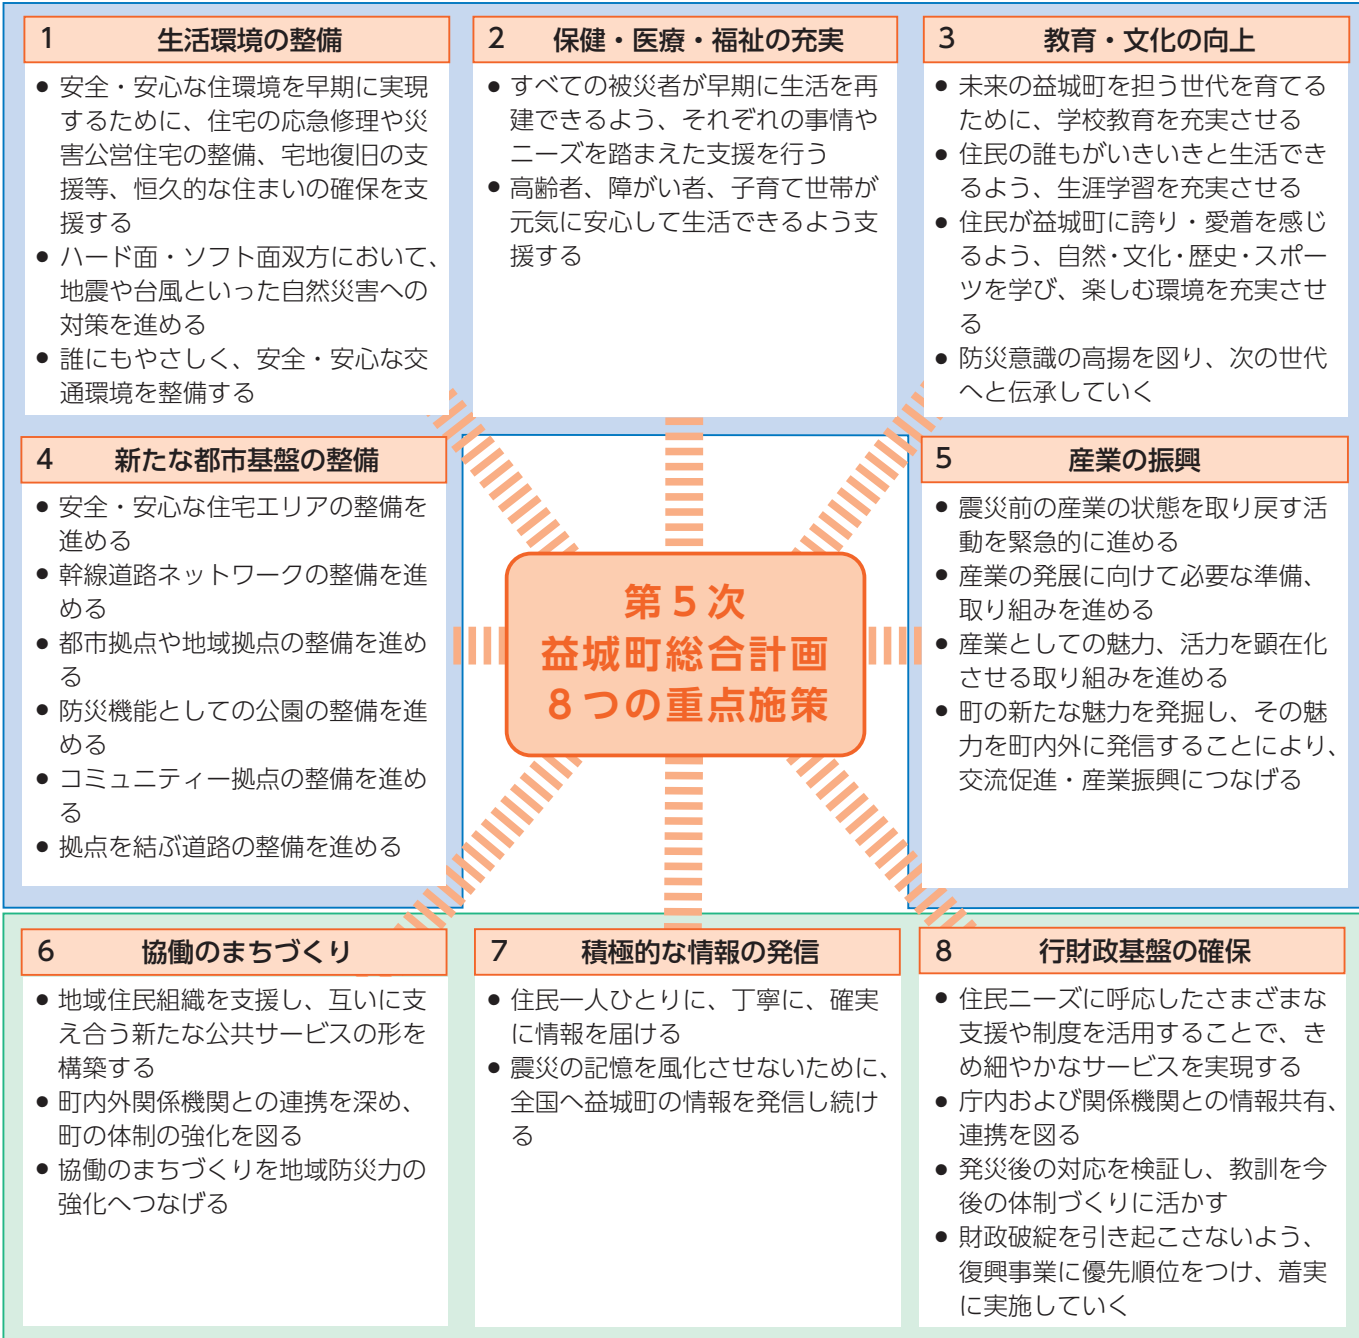 1 生活環境の整備
● 安全・安心な住環境を早期に実現
するために、住宅の応急修理や災
害公営住宅の整備、宅地復旧の支
援等、恒久的な住まいの確保を支
援する
● ハード面・ソフト面双方において、
地震や台風といった自然災害への
対策を進める
● 誰にもやさしく、安全・安心な交
通環境を整備する
2 保健・医療・福祉の充実
● すべての被災者が早期に生活を再
建できるよう、それぞれの事情や
ニーズを踏まえた支援を行う
● 高齢者、障がい者、子育て世帯が
元気に安心して生活できるよう支
援する
3 教育・文化の向上
● 未来の益城町を担う世代を育てる
ために、学校教育を充実させる
● 住民の誰もがいきいきと生活でき
るよう、生涯学習を充実させる
● 住民が益城町に誇り・愛着を感じ
るよう、自然・文化・歴史・スポー
ツを学び、楽しむ環境を充実させ
る
● 防災意識の高揚を図り、次の世代
へと伝承していく
4 新たな都市基盤の整備
● 安全・安心な住宅エリアの整備を
進める
● 幹線道路ネットワークの整備を進
める
● 都市拠点や地域拠点の整備を進め
る
● 防災機能としての公園の整備を進
める
● コミュニティー拠点の整備を進め
る
● 拠点を結ぶ道路の整備を進める
第5次
益城町総合計画
8つの重点施策
5 産業の振興
● 震災前の産業の状態を取り戻す活
動を緊急的に進める
● 産業の発展に向けて必要な準備、
取り組みを進める
● 産業としての魅力、活力を顕在化
させる取り組みを進める
● 町の新たな魅力を発掘し、その魅
力を町内外に発信することにより、
交流促進・産業振興につなげる
6 協働のまちづくり
● 地域住民組織を支援し、互いに支
え合う新たな公共サービスの形を
構築する
● 町内外関係機関との連携を深め、
町の体制の強化を図る
● 協働のまちづくりを地域防災力の
強化へつなげる
7 積極的な情報の発信
● 住民一人ひとりに、丁寧に、確実
に情報を届ける
● 震災の記憶を風化させないために、
全国へ益城町の情報を発信し続け
る
8 行財政基盤の確保
● 住民ニーズに呼応したさまざまな
支援や制度を活用することで、き
め細やかなサービスを実現する
● 庁内および関係機関との情報共有、
連携を図る
● 発災後の対応を検証し、教訓を今
後の体制づくりに活かす
● 財政破綻を引き起こさないよう、
復興事業に優先順位をつけ、着実
に実施していく